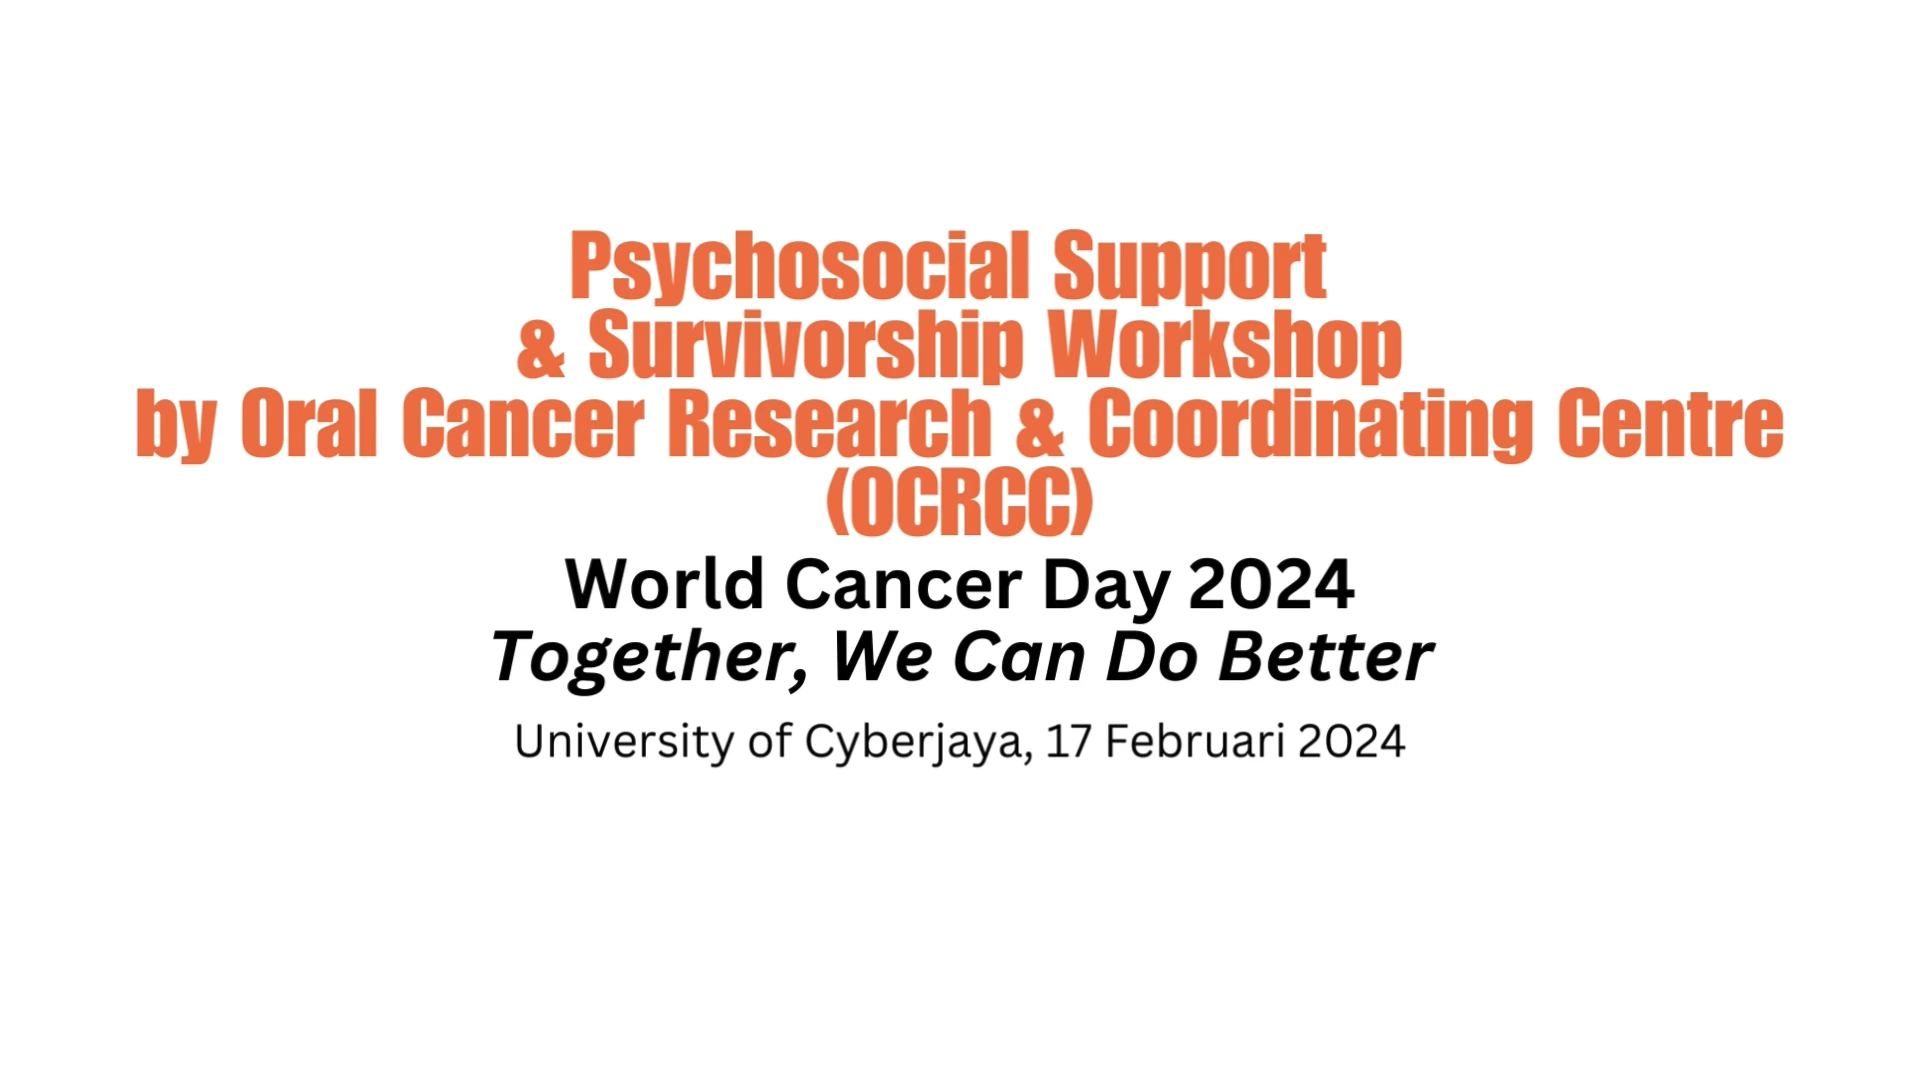 Psychosocial Support
& Survivorship Workshop
by Oral Cancer Research & Coordinating Centre
(OCRCC)
World Cancer Day 2024
Together, We Can Do Better
University of Cyberjaya, 17 Februari 2024